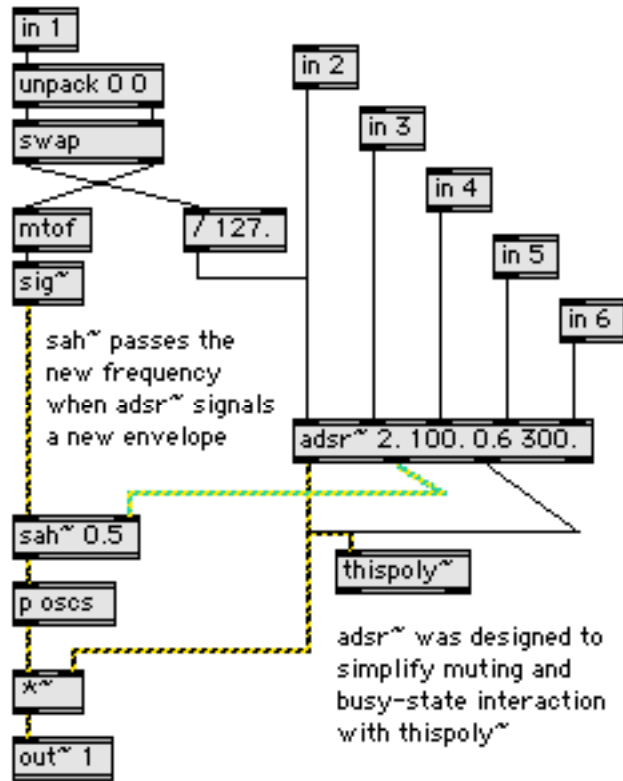 in 1
unpack 0 0
swap
mtof
/ 127.
sig~
in 2
in 3
in 4
in 5
in 6
sah~ passes the
new frequency
when adsr~ signals
a new envelope
adsr~ 2. 100. 0.6 300.
sah~ 0.5
thispoly~
p oscs
*~
out~ 1
adsr~ was designed to
simplify muting and
busy-state interaction
with thispoly~